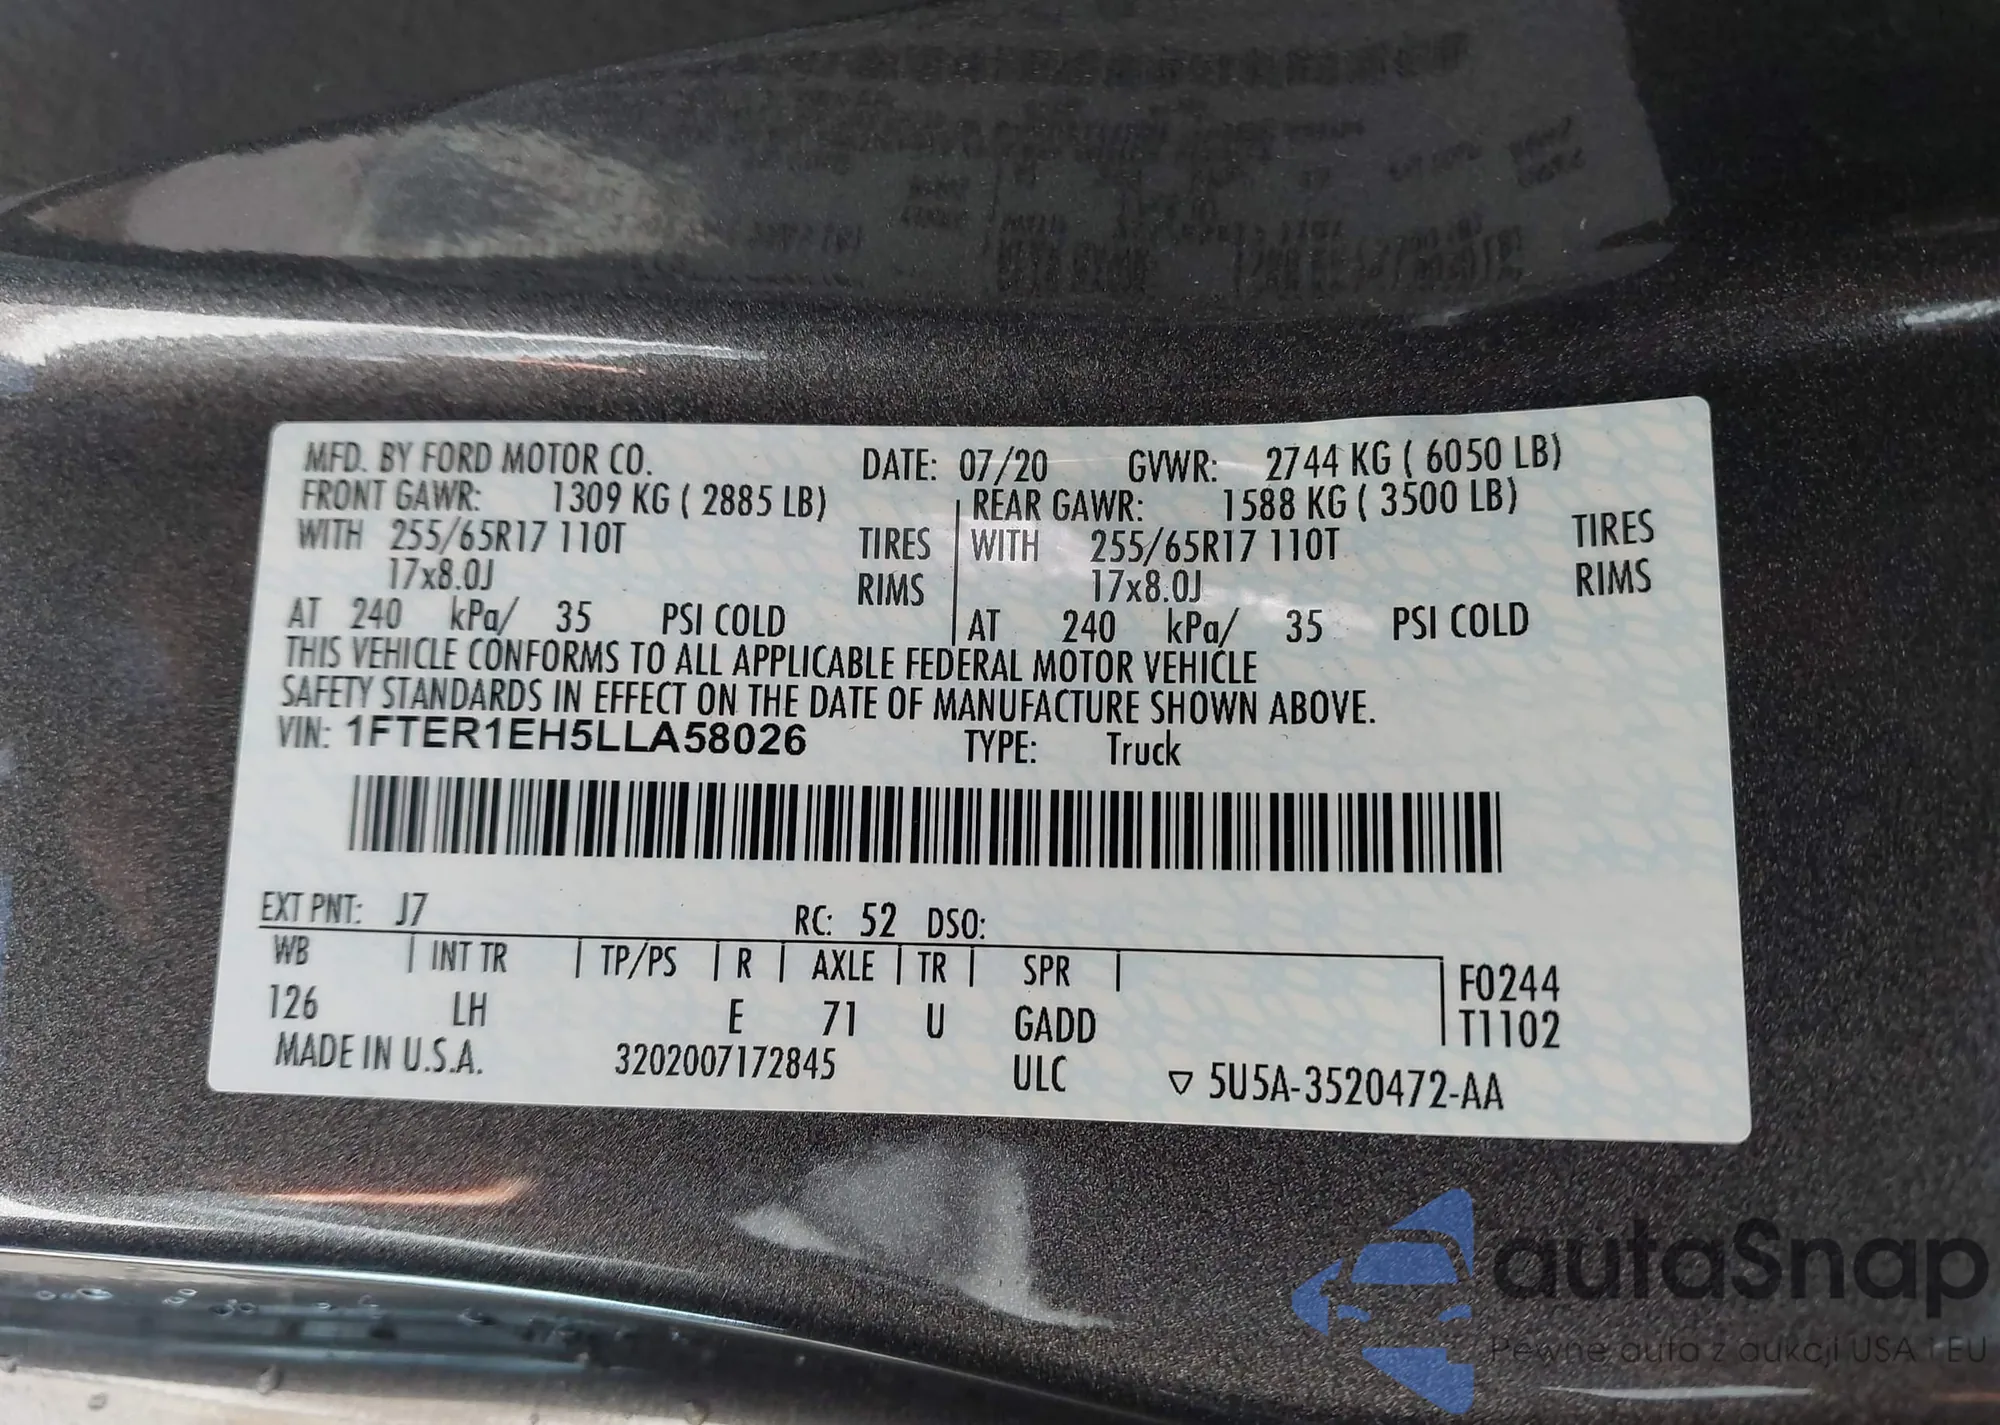 MFD. BY FORD MOTOR CO. DATE: 07/20 GVWR: 2744 KG ( 6050 LB)
FRONT GAWR: 1309 KG ( 2885 LB) REAR GAWR: 1588 KG ( 3500 LB)
WITH 255/65R17 110T TIRES WITH 255/65R17 110T TIRES
17x8.0J RIMS 17x8.0J RIMS
AT 240 kPa/ 35 PSI COLD AT 240 kPa/ 35 PSI COLD
THIS VEHICLE CONFORMS TO ALL APPLICABLE FEDERAL MOTOR VEHICLE
SAFETY STANDARDS IN EFFECT ON THE DATE OF MANUFACTURE SHOWN ABOVE.
VIN: 1FTER1EH5LLA58026 TYPE: Truck
EXT PNT: J7 RC: 52 DSO:
WB INT TR TP/PS R AXLE TR SPR F0244
126 LH E 71 U GADD T1102
MADE IN U.S.A. 3202007172845 ULC ▽ 5U5A-3520472-AA
autaSnap
Pewne auta z aukcji USA i EU